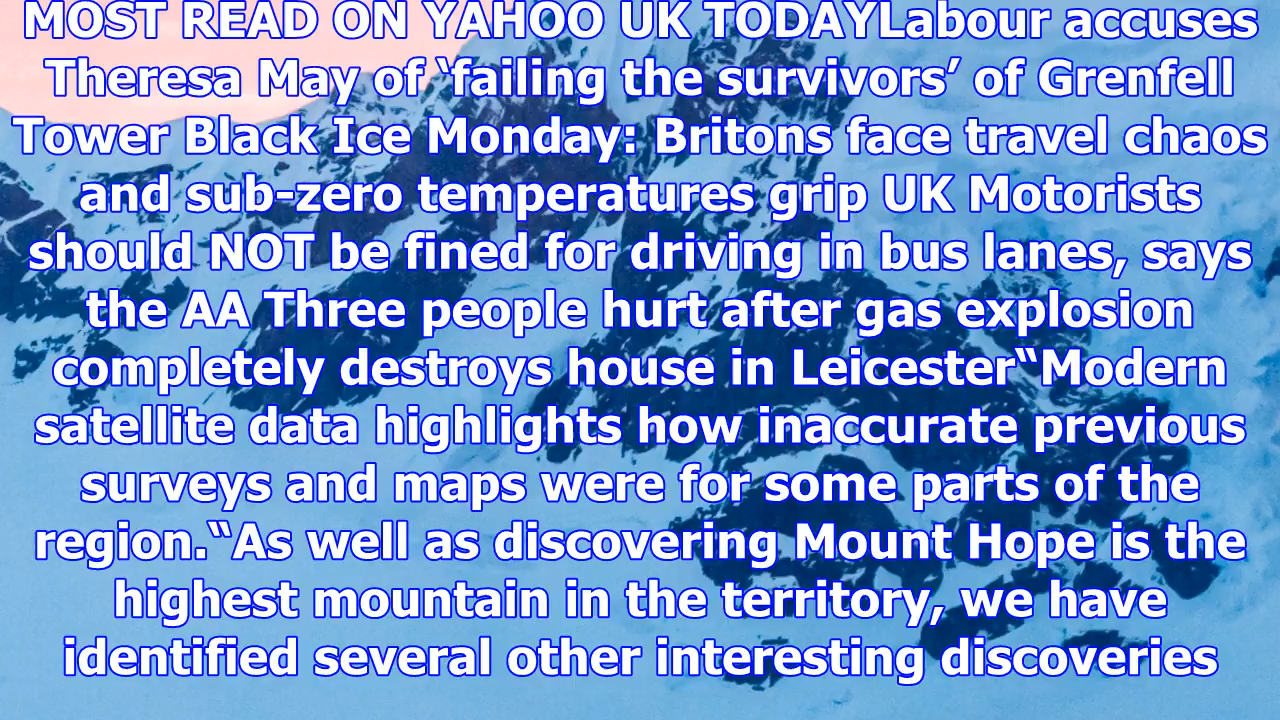 MOST READ ON YAHOO UK TODAYLabour accuses
Theresa May of ‘failing the survivors’ of Grenfell
Tower Black Ice Monday: Britons face travel chaos
and sub-zero temperatures grip UK Motorists
should NOT be fined for driving in bus lanes, says
the AA Three people hurt after gas explosion
completely destroys house in Leicester“Modern
satellite data highlights how inaccurate previous
surveys and maps were for some parts of the
region.“As well as discovering Mount Hope is the
highest mountain in the territory, we have
identified several other interesting discoveries